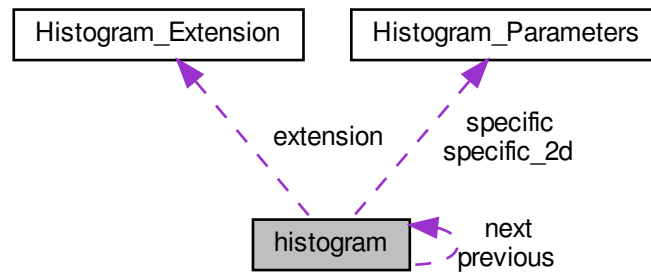 Histogram_Extension
Histogram_Parameters
extension
specific
specific_2d
histogram
next
previous